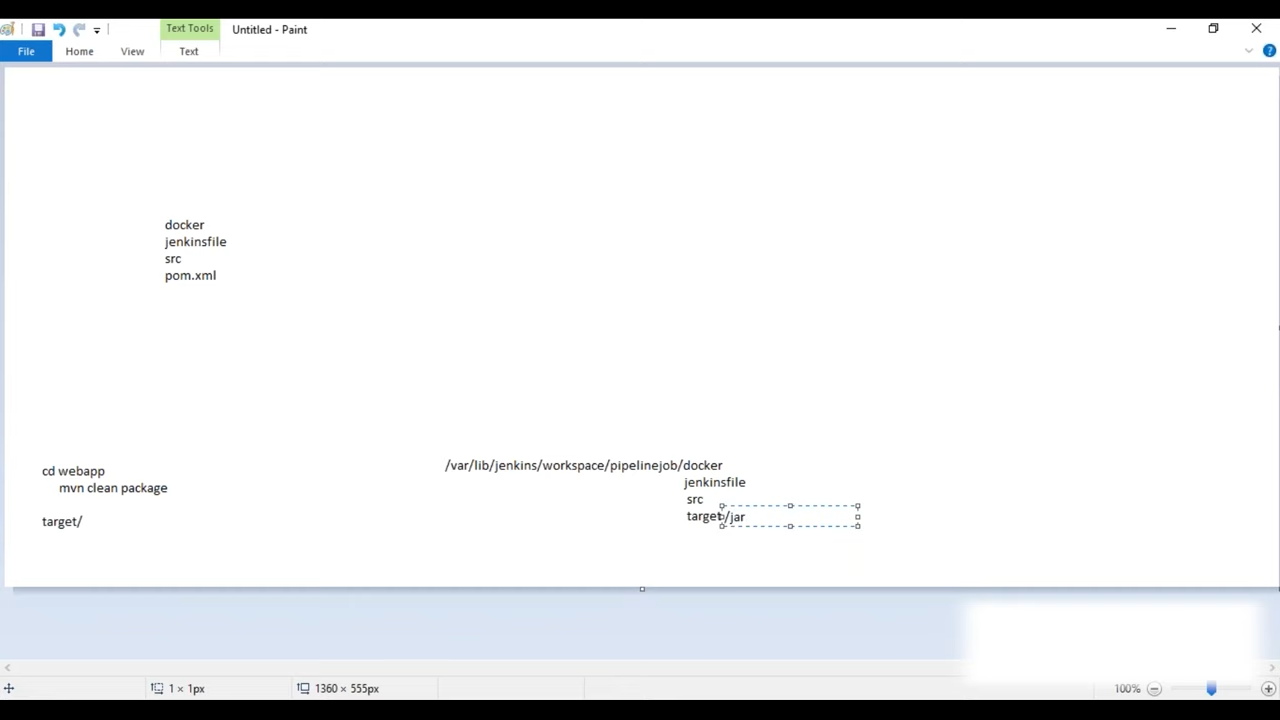 Text Tools
Untitled - Paint
File
Home
View
Text
docker
jenkinsfile
src
pom.xml
cd webapp
mvn clean package
target/
/var/lib/jenkins/workspace/pipelinejob/docker
jenkinsfile
src
target/jar
1 × 1px
1360 × 555px
100%